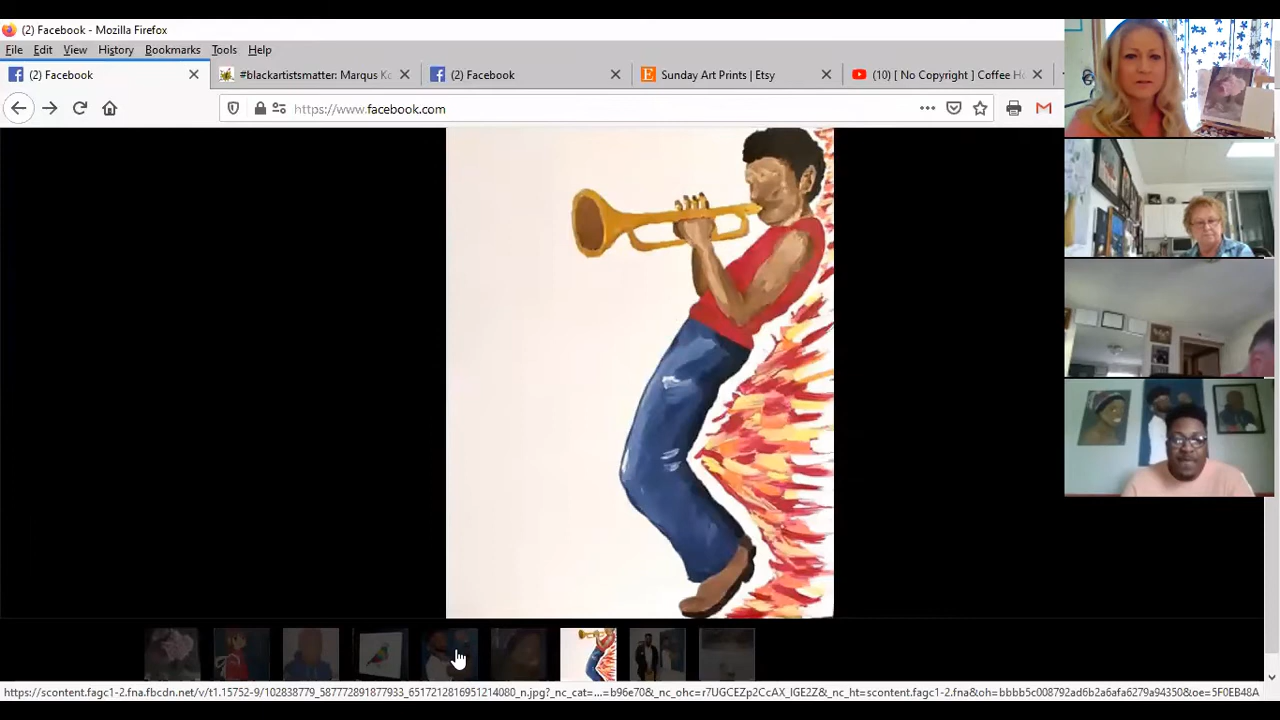 (2) Facebook - Mozilla Firefox
File Edit View History Bookmarks Tools Help
(2) Facebook
#blackartistsmatter: Marqus Ko
(2) Facebook
Sunday Art Prints | Etsy
(10) [ No Copyright ] Coffee Ho
https://www.facebook.com
https://scontent.fagc1-2.fna.fbcdn.net/v/t1.15752-9/102838779_587772891877933_6517212816951214080_n.jpg?_nc_cat=...=b96e70&_nc_ohc=r7UGCEZp2CcAX_IGE2Z&_nc_ht=scontent.fagc1-2.fna&oh=bbbb5c008792ad6b2a6afa6279a94350&oe=5F0EB48A